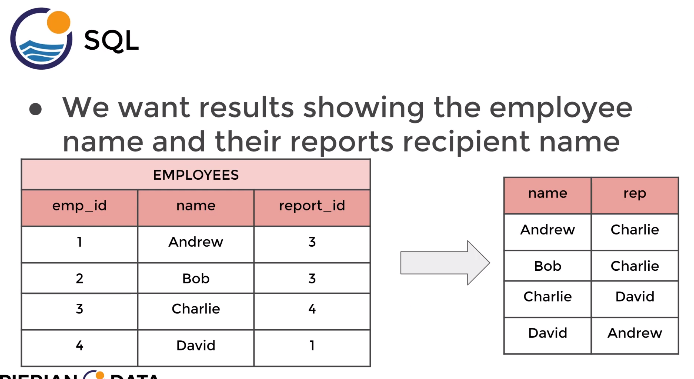 SQL
● We want results showing the employee
name and their reports recipient name
EMPLOYEES
emp_id name report_id
1 Andrew 3
2 Bob 3
3 Charlie 4
4 David 1
name rep
Andrew Charlie
Bob Charlie
Charlie David
David Andrew
PIERIAN DATA